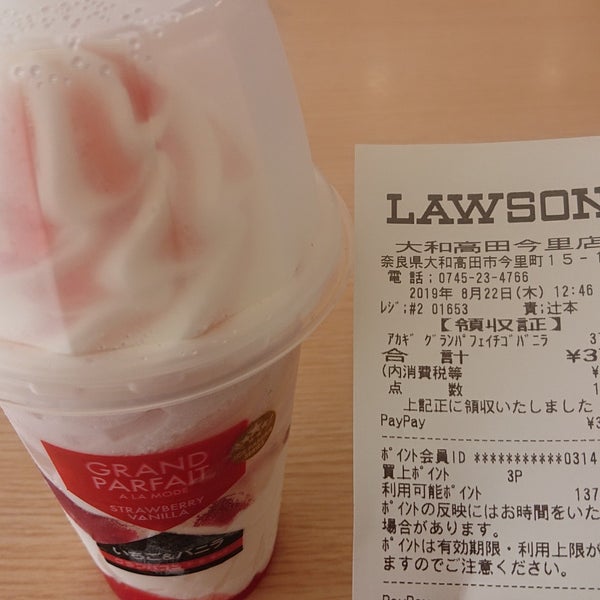 GRAND
PARFAIT
A LA MODE
STRAWBERRY
VANILLA
いちご&バニラ
LAWSON
大和高田今里店
奈良県大和高田市今里町15-1
電話:0745-23-4766
2019年 8月22日(木) 12:46
レジ:#2 01653 責:辻本
【領収証】
アカギ グランパフェイチゴバニラ 3
合 計 ¥3
(内消費税等 ¥
点 数 1
上記正に領収いたしました
PayPay ¥3
ポイント会員ID ***********0314
買上ポイント 3P
利用可能ポイント 137
ポイントの反映にはお時間をいた
場合があります。
ポイントは有効期限・利用上限が
ますのでご注意ください。